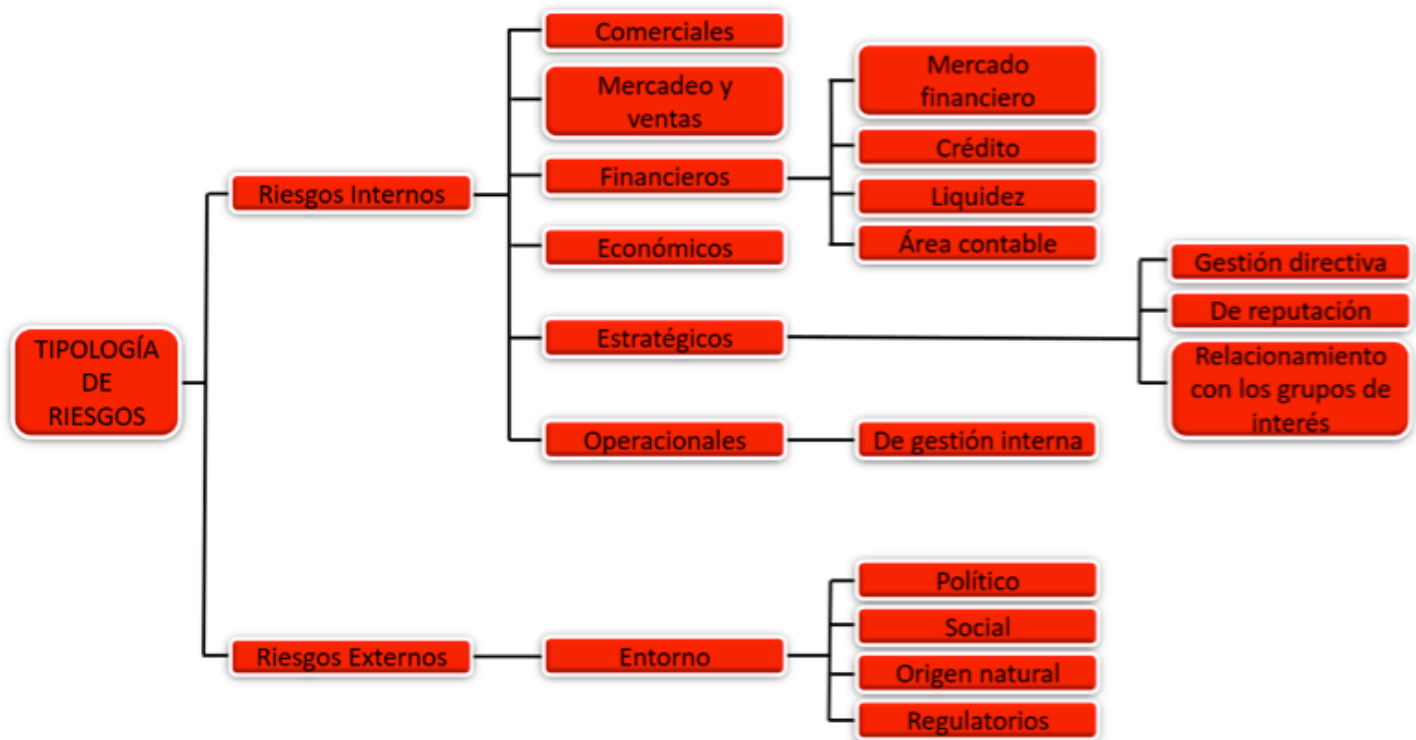 TIPOLOGÍA
DE
RIESGOS
Riesgos Internos
Comerciales
Mercadeo y
ventas
Financieros
Mercado
financiero
Crédito
Liquidez
Área contable
Económicos
Estratégicos
Gestión directiva
De reputación
Relacionamiento
con los grupos de
interés
Operacionales
De gestión interna
Riesgos Externos
Entorno
Político
Social
Origen natural
Regulatorios